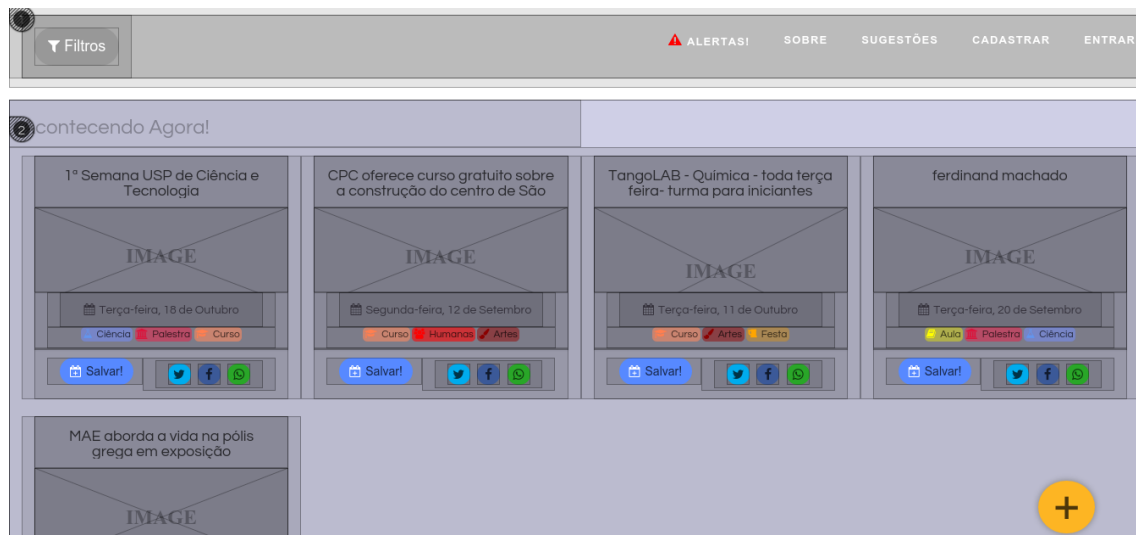 1
Filtros
ALERTAS!
SOBRE
SUGESTÕES
CADASTRAR
ENTRAR
2
contecendo Agora!
1ª Semana USP de Ciência e
Tecnologia
IMAGE
Terça-feira, 18 de Outubro
Ciência Palestra Curso
Salvar!
CPC oferece curso gratuito sobre
a construção do centro de São
IMAGE
Segunda-feira, 12 de Setembro
Curso Humanas Artes
Salvar!
TangoLAB - Química - toda terça
feira- turma para iniciantes
IMAGE
Terça-feira, 11 de Outubro
Curso Artes Festa
Salvar!
ferdinand machado
IMAGE
Terça-feira, 20 de Setembro
Aula Palestra Ciência
Salvar!
MAE aborda a vida na pólis
grega em exposição
IMAGE
+